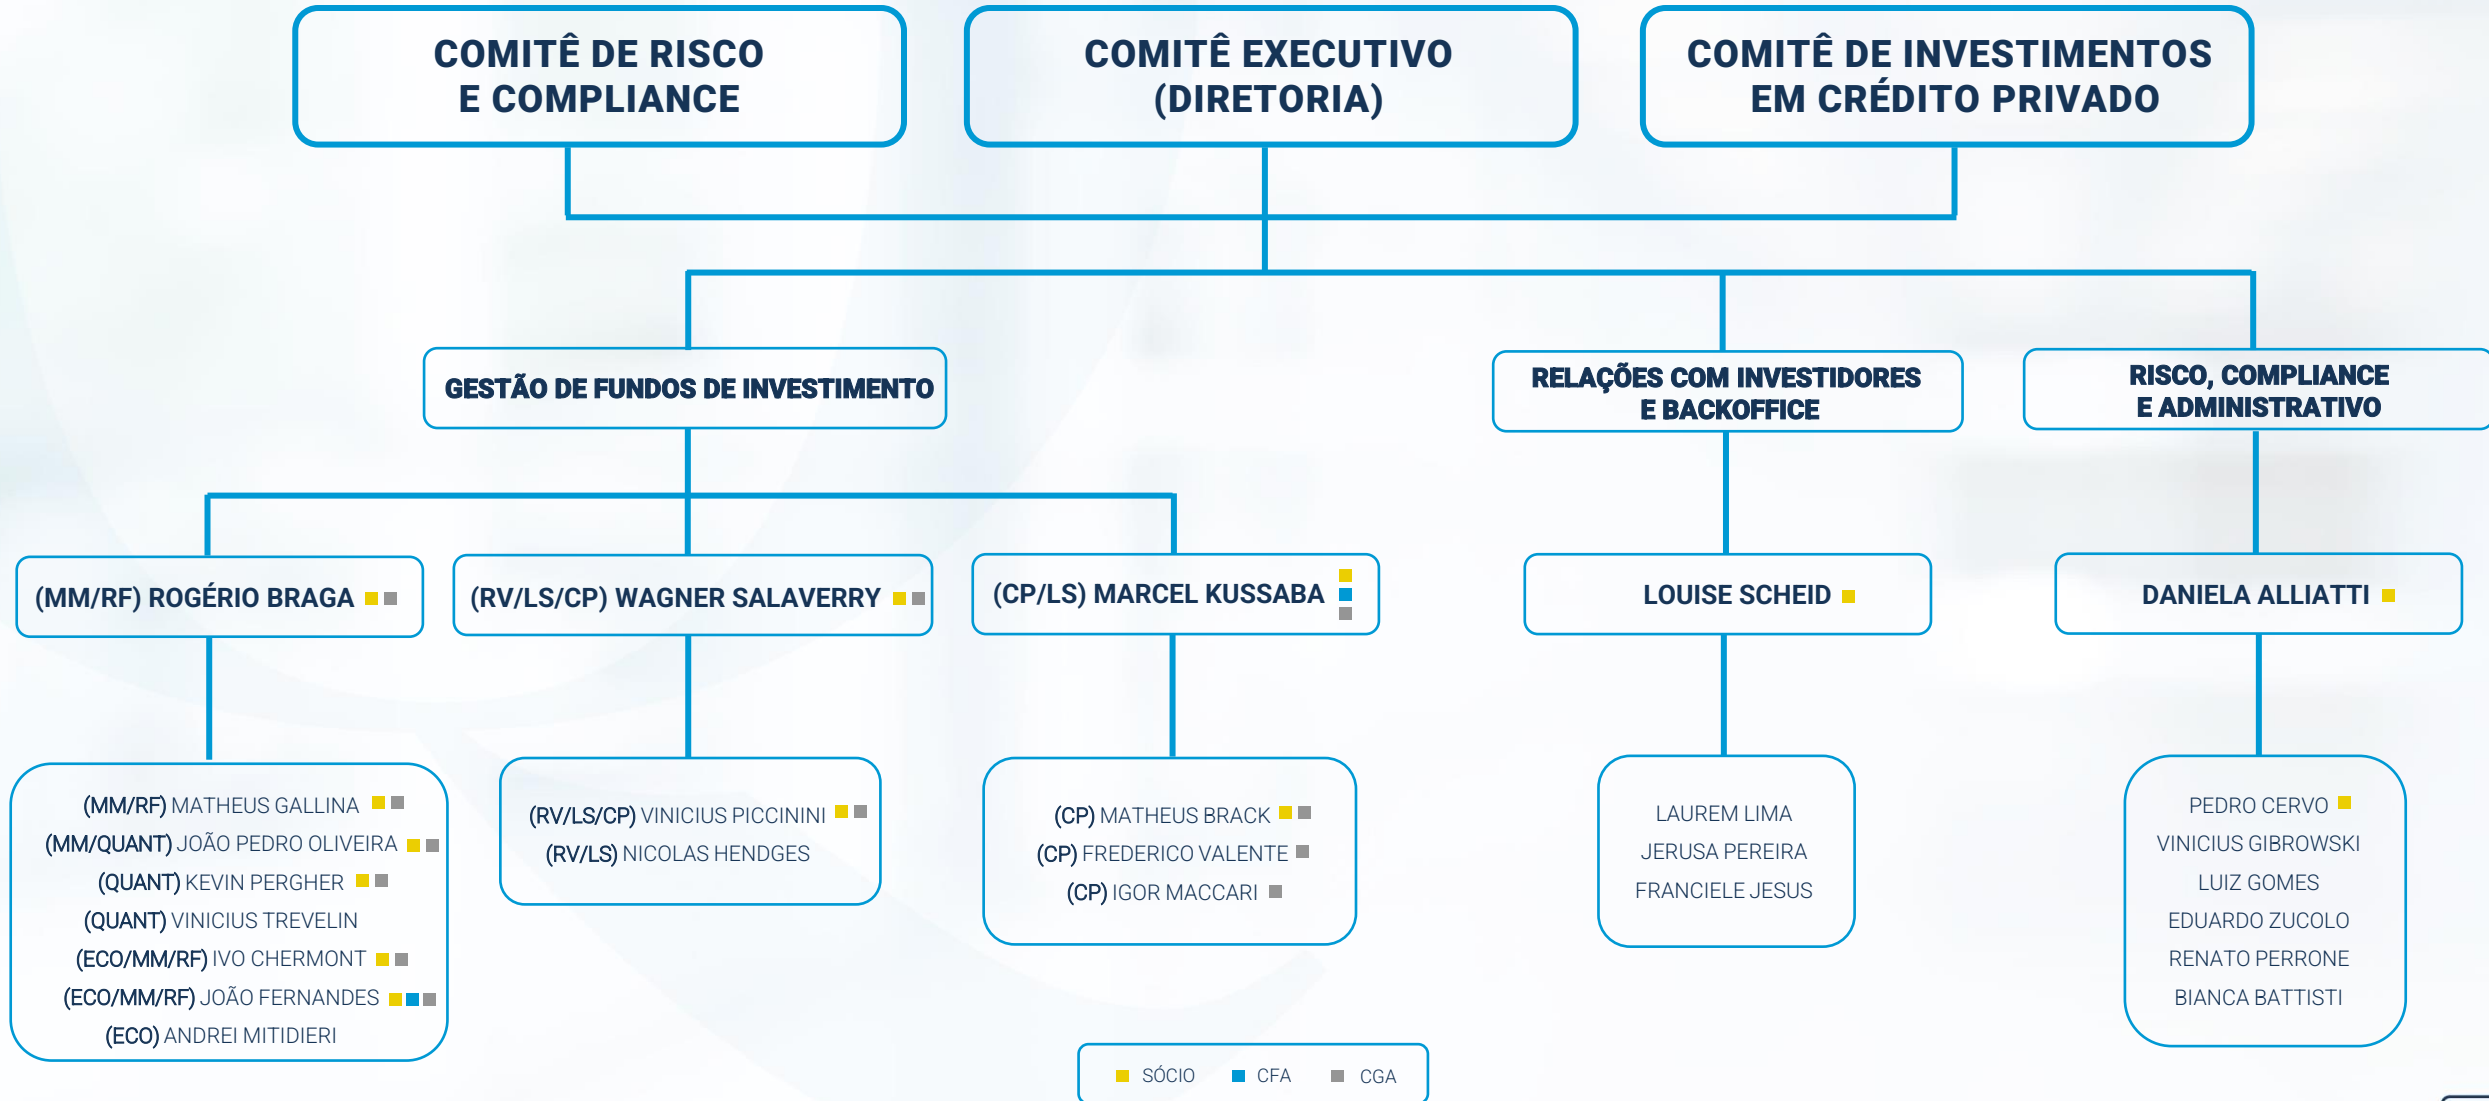 COMITÊ DE RISCO
E COMPLIANCE
COMITÊ EXECUTIVO
(DIRETORIA)
COMITÊ DE INVESTIMENTOS
EM CRÉDITO PRIVADO
GESTÃO DE FUNDOS DE INVESTIMENTO
RELAÇÕES COM INVESTIDORES
E BACKOFFICE
RISCO, COMPLIANCE
E ADMINISTRATIVO
(MM/RF) ROGÉRIO BRAGA
(RV/LS/CP) WAGNER SALAVERRY
(CP/LS) MARCEL KUSSABA
LOUISE SCHEID
DANIELA ALLIATTI
(MM/RF) MATHEUS GALLINA
(MM/QUANT) JOÃO PEDRO OLIVEIRA
(QUANT) KEVIN PERGHER
(QUANT) VINICIUS TREVELIN
(ECO/MM/RF) IVO CHERMONT
(ECO/MM/RF) JOÃO FERNANDES
(ECO) ANDREI MITIDIERI
(RV/LS/CP) VINICIUS PICCININI
(RV/LS) NICOLAS HENDGES
(CP) MATHEUS BRACK
(CP) FREDERICO VALENTE
(CP) IGOR MACCARI
LAUREM LIMA
JERUSA PEREIRA
FRANCIELE JESUS
PEDRO CERVO
VINICIUS GIBROWSKI
LUIZ GOMES
EDUARDO ZUCOLO
RENATO PERRONE
BIANCA BATTISTI
SÓCIO CFA CGA